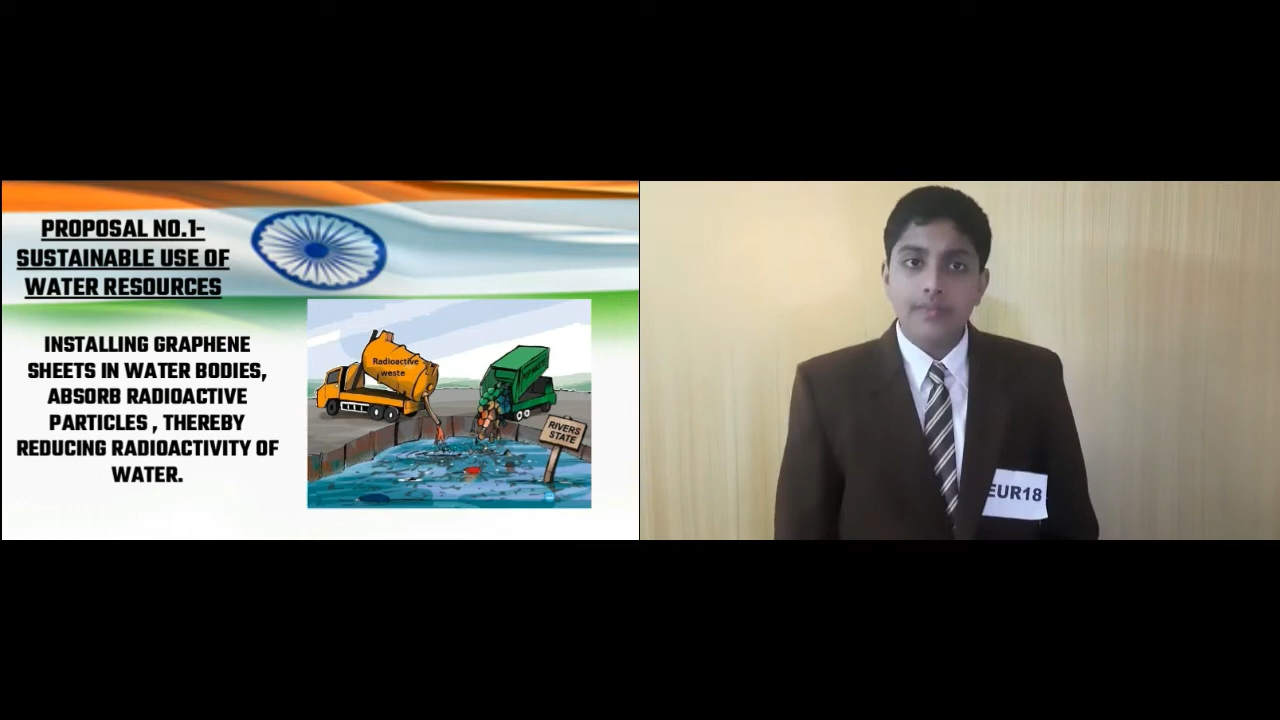 PROPOSAL NO.1-
SUSTAINABLE USE OF
WATER RESOURCES
INSTALLING GRAPHENE
SHEETS IN WATER BODIES,
ABSORB RADIOACTIVE
PARTICLES , THEREBY
REDUCING RADIOACTIVITY OF
WATER.
Radioactive
weste
RIVERS
STATE
EUR18